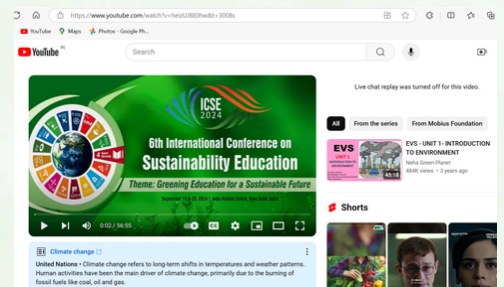 https://www.youtube.com/watch?v=heiztU8E0hw&t=3008s
YouTube
Maps
Photos - Google Ph...
YouTube IN
Search
ICSE
2024
6th International Conference on
Sustainability Education
Theme: Greening Education for a Sustainable Future
0:02 / 56:55
Climate change
United Nations • Climate change refers to long-term shifts in temperatures and weather patterns.
Human activities have been the main driver of climate change, primarily due to the burning of
fossil fuels like coal, oil and gas.
Live chat replay was turned off for this video.
All
From the series
From Mobius Foundation
EVS
UNIT 1
45:18
EVS - UNIT 1- INTRODUCTION
TO ENVIRONMENT
Neha Green Planet
484K views • 3 years ago
Shorts